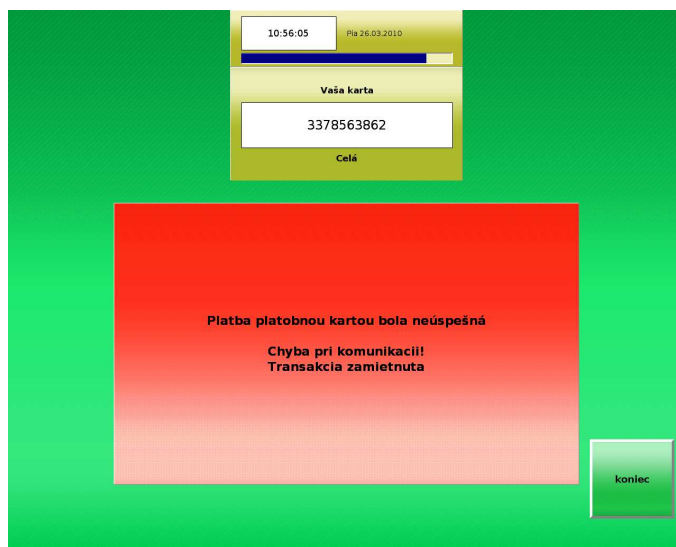 10:56:05 Pia 26.03.2010
Vaša karta
3378563862
Celá
Platba platobnou kartou bola neúspešná
Chyba pri komunikacii!
Transakcia zamietnuta
koniec